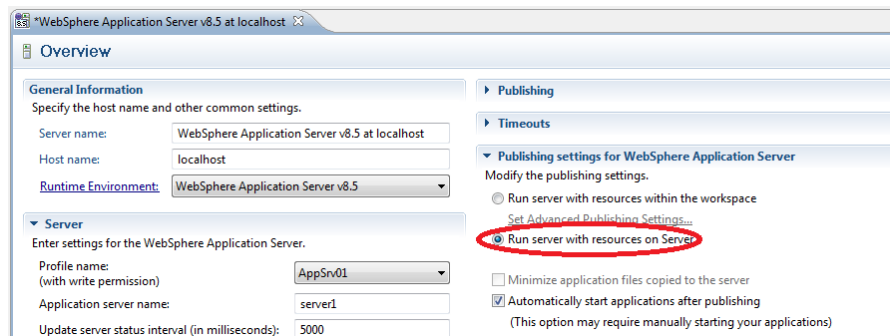 *WebSphere Application Server v8.5 at localhost
Overview
General Information
Specify the host name and other common settings.
Server name: WebSphere Application Server v8.5 at localhost
Host name: localhost
Runtime Environment: WebSphere Application Server v8.5
Server
Enter settings for the WebSphere Application Server.
Profile name:
(with write permission)
AppSrv01
Application server name: server1
Update server status interval (in milliseconds): 5000
Publishing
Timeouts
Publishing settings for WebSphere Application Server
Modify the publishing settings.
Run server with resources within the workspace
Set Advanced Publishing Settings...
Run server with resources on Server
Minimize application files copied to the server
Automatically start applications after publishing
(This option may require manually starting your applications)